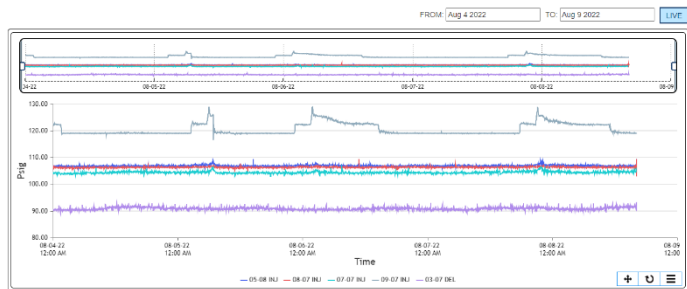 FROM: Aug 4 2022 TO: Aug 9 2022 LIVE
08-05-22 08-06-22 08-07-22 08-08-22
130.00
120.00
110.00
100.00
90.00
80.00
Psig
08-04-22 08-05-22 08-06-22 08-07-22 08-08-22 08-09
12:00 AM 12:00 AM 12:00 AM 12:00 AM 12:00 AM 12:00
Time
05-08 INJ 08-07 INJ 07-07 INJ 09-07 INJ 03-07 DEL